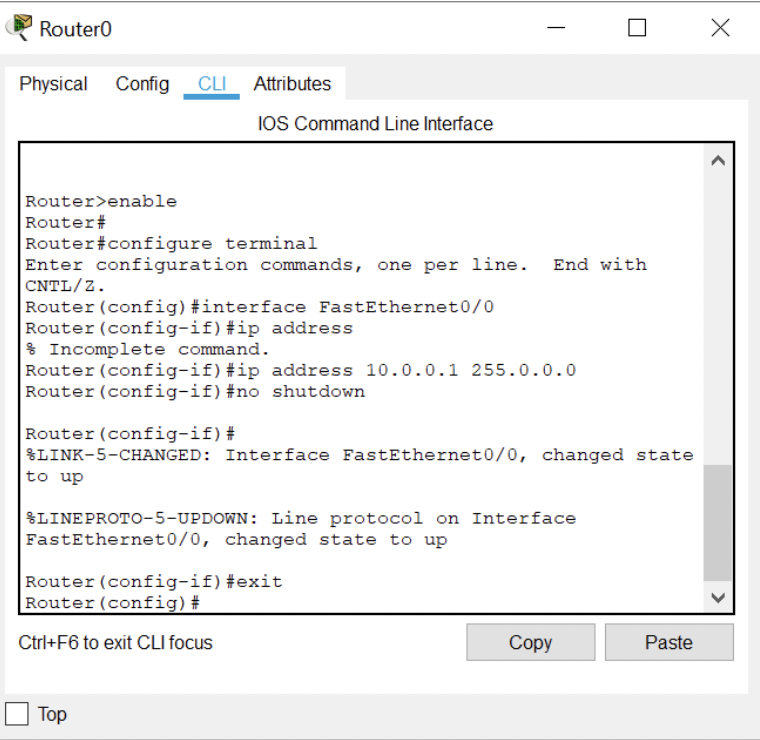 Router0
Physical Config CLI Attributes
IOS Command Line Interface
Router>enable
Router#
Router#configure terminal
Enter configuration commands, one per line.  End with
CNTL/Z.
Router(config)#interface FastEthernet0/0
Router(config-if)#ip address
% Incomplete command.
Router(config-if)#ip address 10.0.0.1 255.0.0.0
Router(config-if)#no shutdown
Router(config-if)#
%LINK-5-CHANGED: Interface FastEthernet0/0, changed state
to up
%LINEPROTO-5-UPDOWN: Line protocol on Interface
FastEthernet0/0, changed state to up
Router(config-if)#exit
Router(config)#
Ctrl+F6 to exit CLI focus
Copy Paste
Top